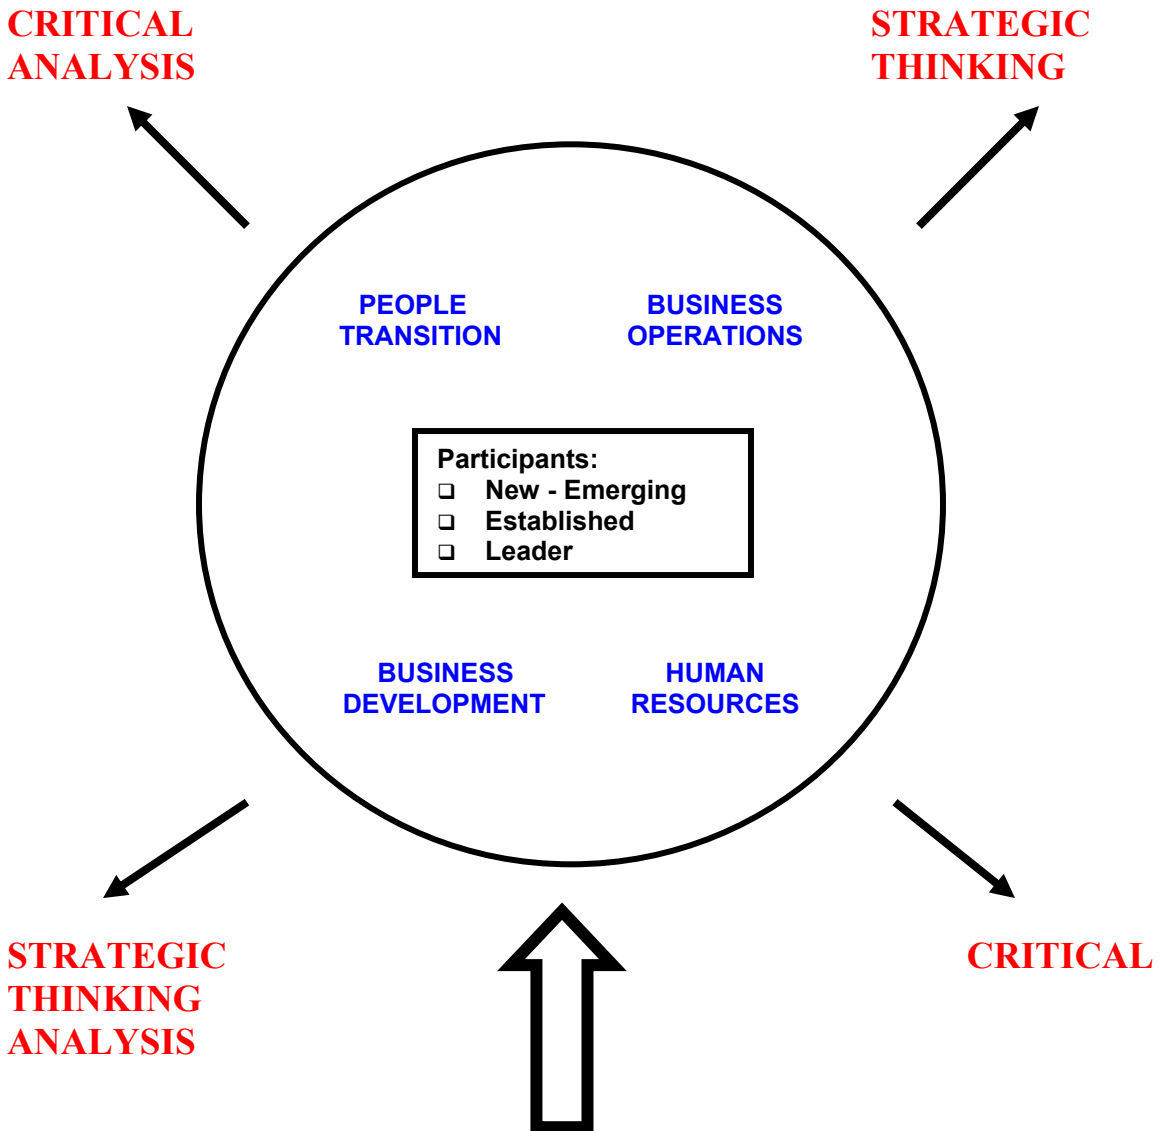 CRITICAL
ANALYSIS
STRATEGIC
THINKING
PEOPLE
TRANSITION
BUSINESS
OPERATIONS
Participants:
❑ New - Emerging
❑ Established
❑ Leader
BUSINESS
DEVELOPMENT
HUMAN
RESOURCES
STRATEGIC
THINKING
ANALYSIS
CRITICAL